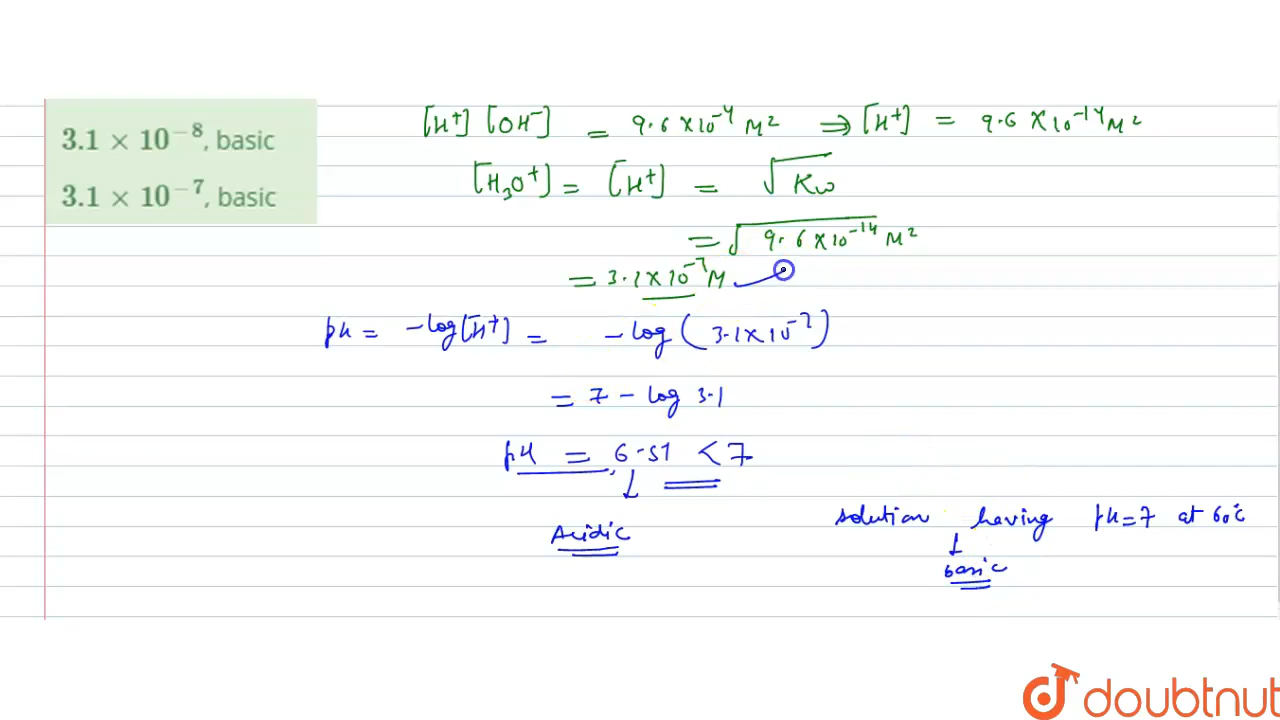 [H+] [OH-] = 9.6 × 10⁻⁴ M² ⇒ [H+] = 9.6 × 10⁻¹⁴ M²
3.1 × 10⁻⁸, basic
[H₃O+] = [H+] = √Kw
3.1 × 10⁻⁷, basic
= √9.6 × 10⁻¹⁴ M²
= 3.1 × 10⁻⁷ M
pH = -log[H+] = -log (3.1 × 10⁻⁷)
= 7 - log 3.1
pH = 6.51 < 7
Acidic
solution having pH = 7 at 60°C
basic
doubtnut